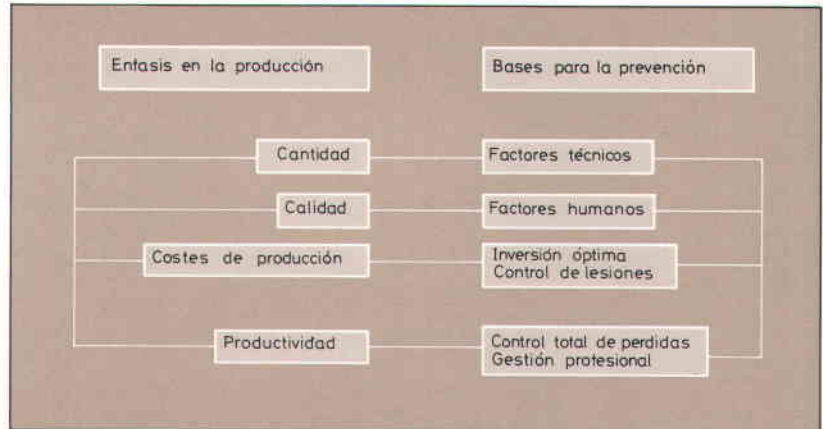 Enfasis en la producción
Bases para la prevención
Cantidad
Factores técnicos
Calidad
Factores humanos
Costes de producción
Inversión óptima
Control de lesiones
Productividad
Control total de perdidas
Gestión profesional